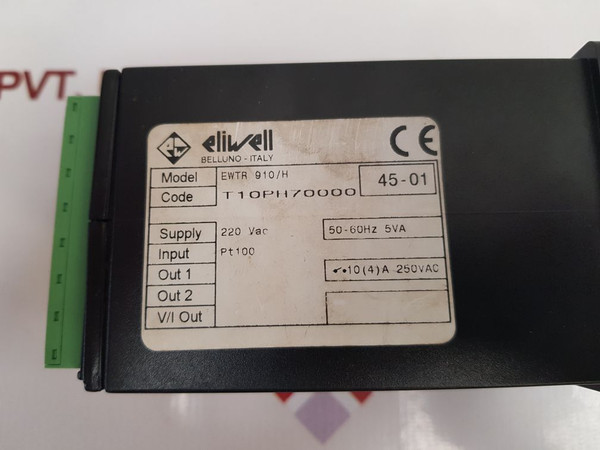 PVT.
eliwell
BELLUNO - ITALY
CE
Model EWTR 910/H
Code T10PH70000 45-01
Supply 220 Vac 50-60Hz 5VA
Input Pt100
Out 1 10(4)A 250VAC
Out 2
V/I Out